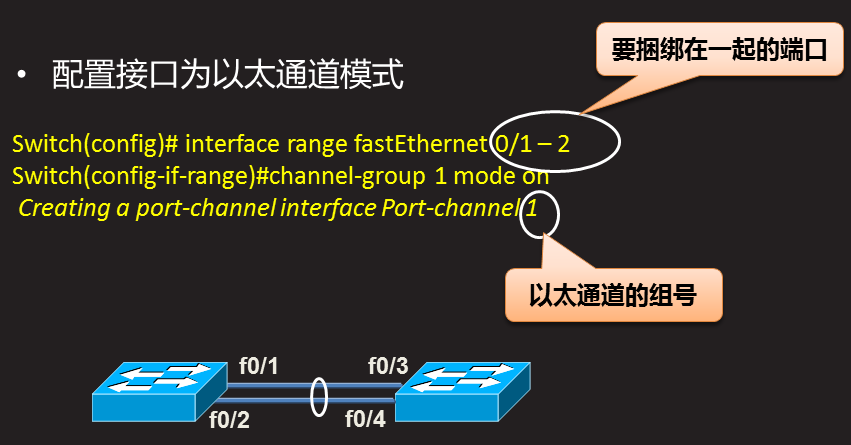 要捆绑在一起的端口
• 配置接口为以太通道模式
Switch(config)# interface range fastEthernet 0/1 – 2
Switch(config-if-range)#channel-group 1 mode on
Creating a port-channel interface Port-channel 1
以太通道的组号
f0/1 f0/3
f0/2 f0/4